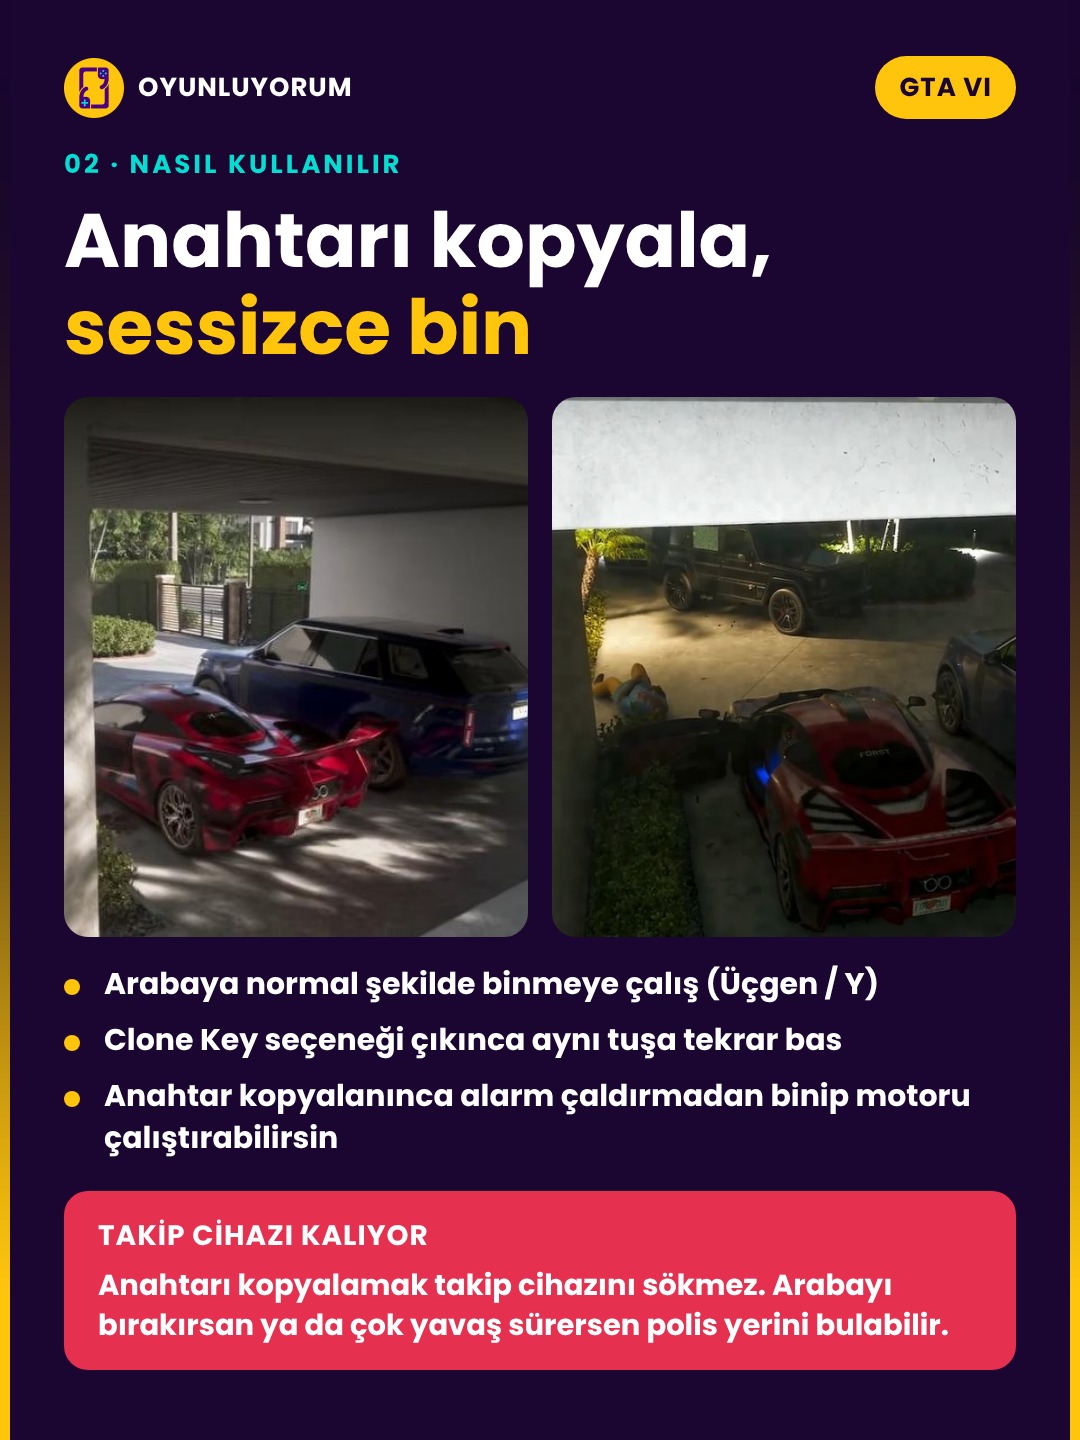 OYUNLUYORUM
GTA VI
02 · NASIL KULLANILIR
Anahtarı kopyala,
sessizce bin
FORST
Arabaya normal şekilde binmeye çalış (Üçgen / Y)
Clone Key seçeneği çıkınca aynı tuşa tekrar bas
Anahtar kopyalanınca alarm çaldırmadan binip motoru
çalıştırabilirsin
TAKİP CİHAZI KALIYOR
Anahtarı kopyalamak takip cihazını sökmez. Arabayı
bırakırsan ya da çok yavaş sürersen polis yerini bulabilir.